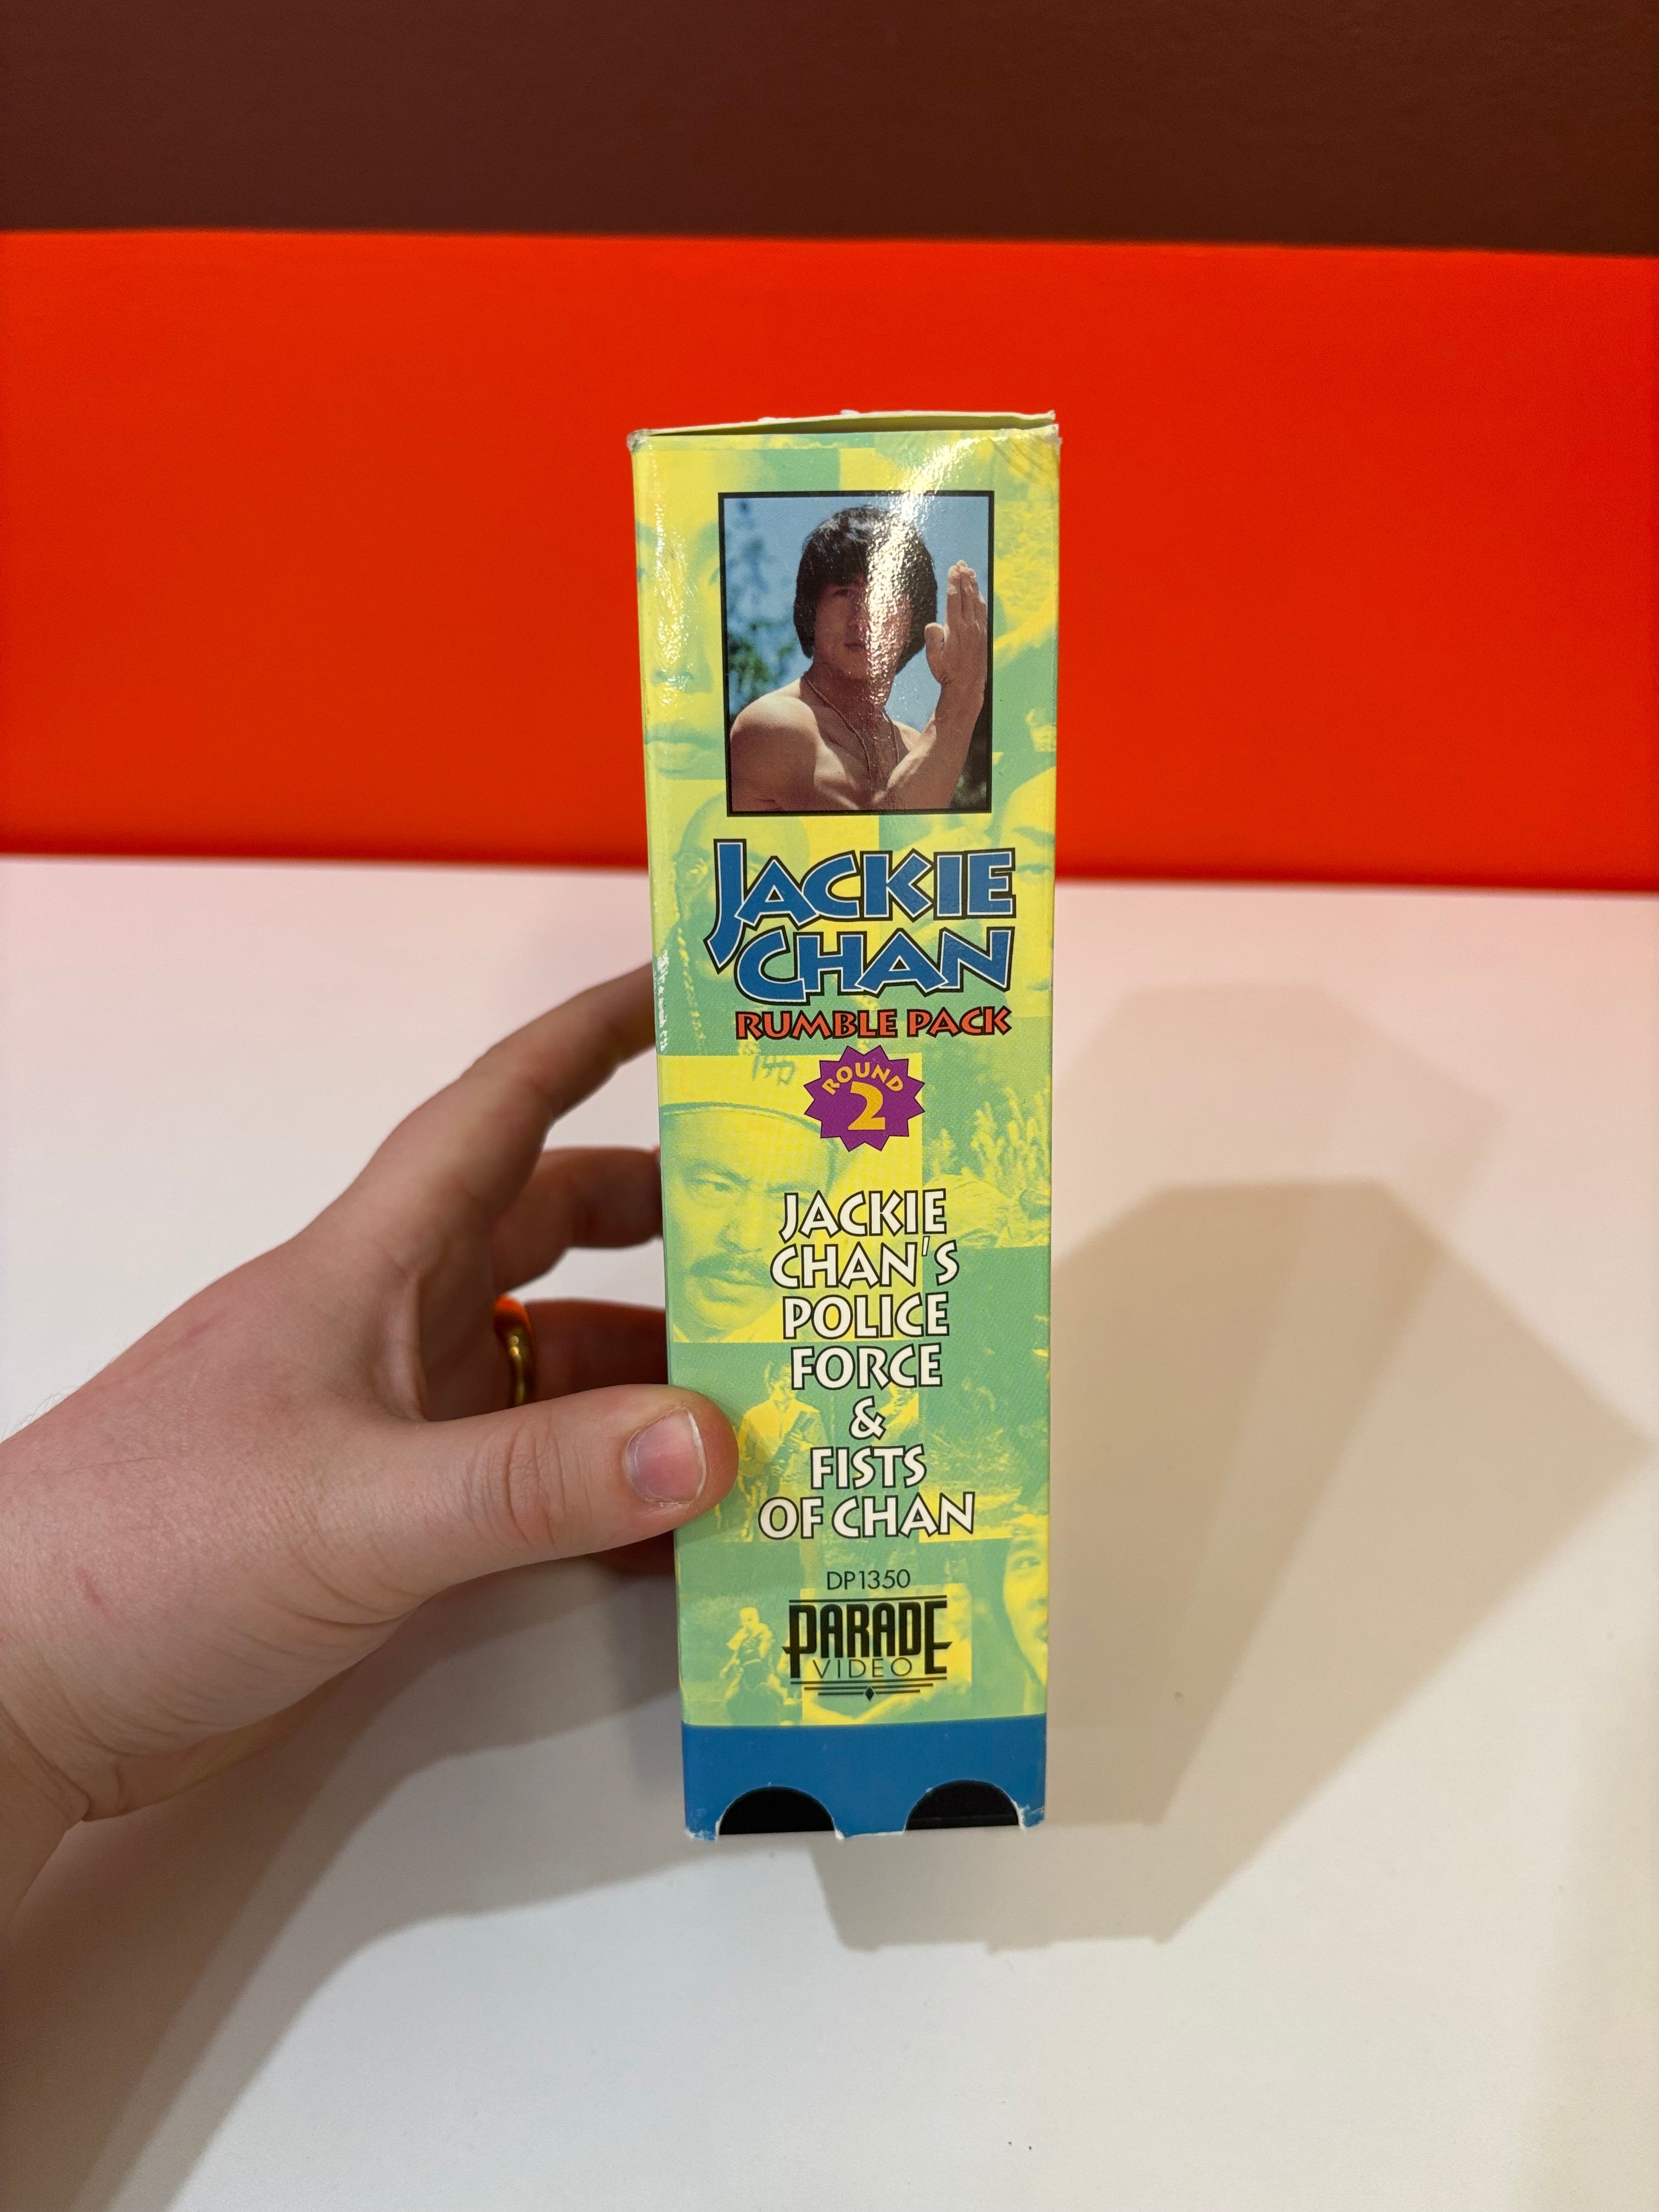 JACKIE
CHAN
RUMBLE PACK
ROUND
2
JACKIE
CHAN'S
POLICE
FORCE
&
FISTS
OF CHAN
DP1350
PARADE
VIDEO